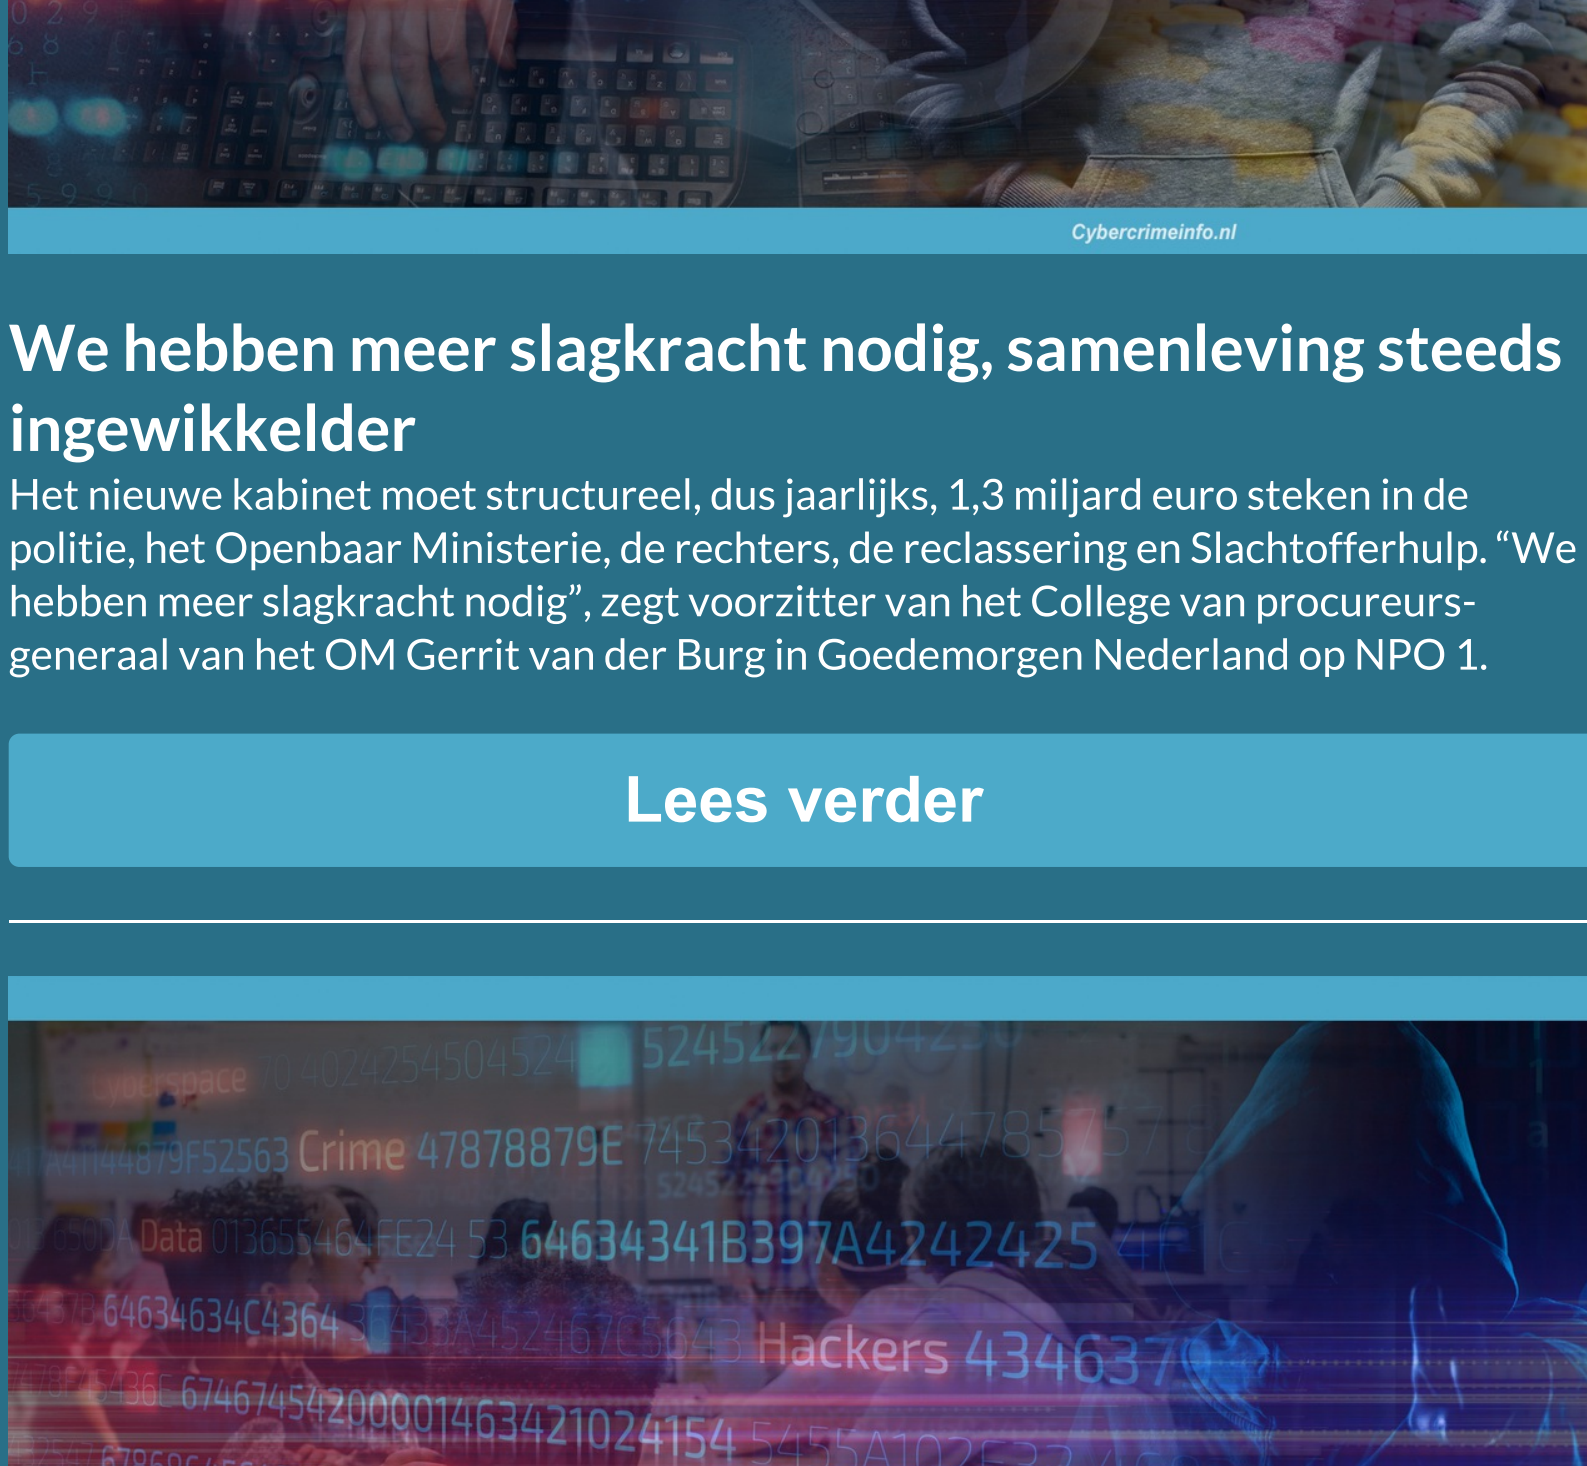 Cybercrimeinfo.nl
We hebben meer slagkracht nodig, samenleving steeds
ingewikkelder
Het nieuwe kabinet moet structureel, dus jaarlijks, 1,3 miljard euro steken in de
politie, het Openbaar Ministerie, de rechters, de reclassering en Slachtofferhulp. “We
hebben meer slagkracht nodig”, zegt voorzitter van het College van procureurs-
generaal van het OM Gerrit van der Burg in Goedemorgen Nederland op NPO 1.
Lees verder
Cyberspace
Crime 47878879E
Data 64634341B397A4242425
64634634C4364
Hackers 434637